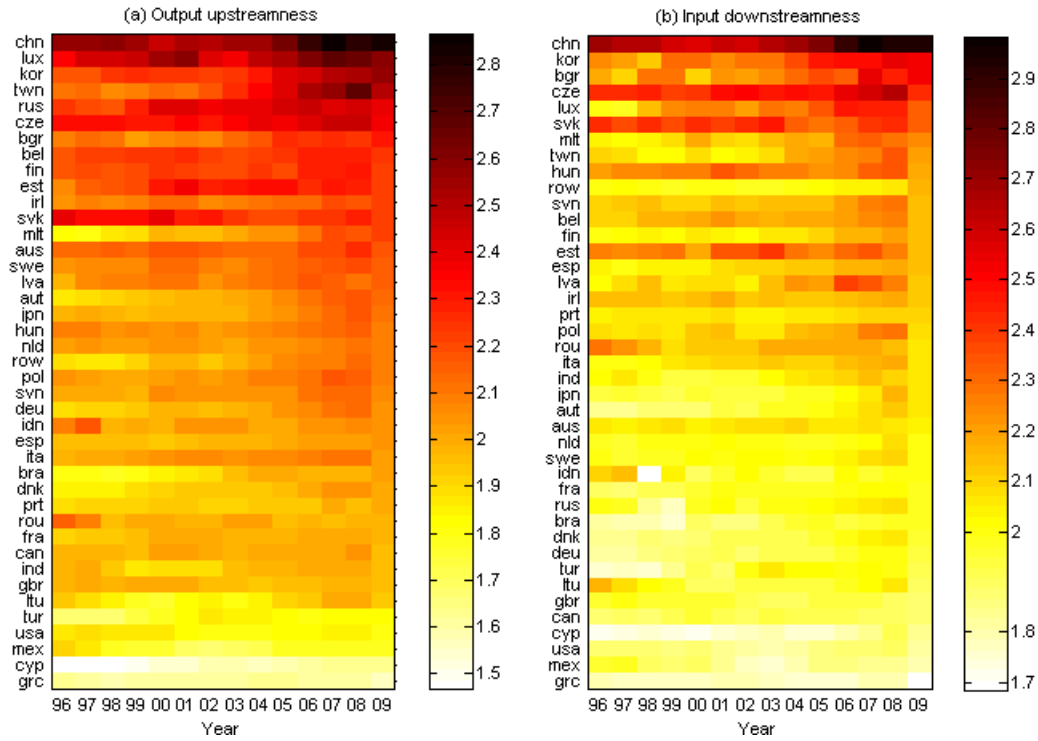 (a) Output upstreamness
chn
lux
kor
twn
rus
cze
bgr
bel
fin
est
irl
svk
mlt
aus
swe
lva
aut
jpn
hun
nld
row
pol
svn
deu
idn
esp
ita
bra
dnk
prt
rou
fra
can
ind
gbr
ltu
tur
usa
mex
cyp
grc
96 97 98 99 00 01 02 03 04 05 06 07 08 09
Year
2.8
2.7
2.6
2.5
2.4
2.3
2.2
2.1
2
1.9
1.8
1.7
1.6
1.5
(b) Input downstreamness
chn
kor
bgr
cze
lux
svk
mlt
twn
hun
row
svn
bel
fin
est
esp
lva
irl
prt
pol
rou
ita
ind
jpn
aut
aus
nld
swe
idn
fra
rus
bra
dnk
deu
tur
ltu
gbr
can
cyp
usa
mex
grc
96 97 98 99 00 01 02 03 04 05 06 07 08 09
Year
2.9
2.8
2.7
2.6
2.5
2.4
2.3
2.2
2.1
2
1.9
1.8
1.7